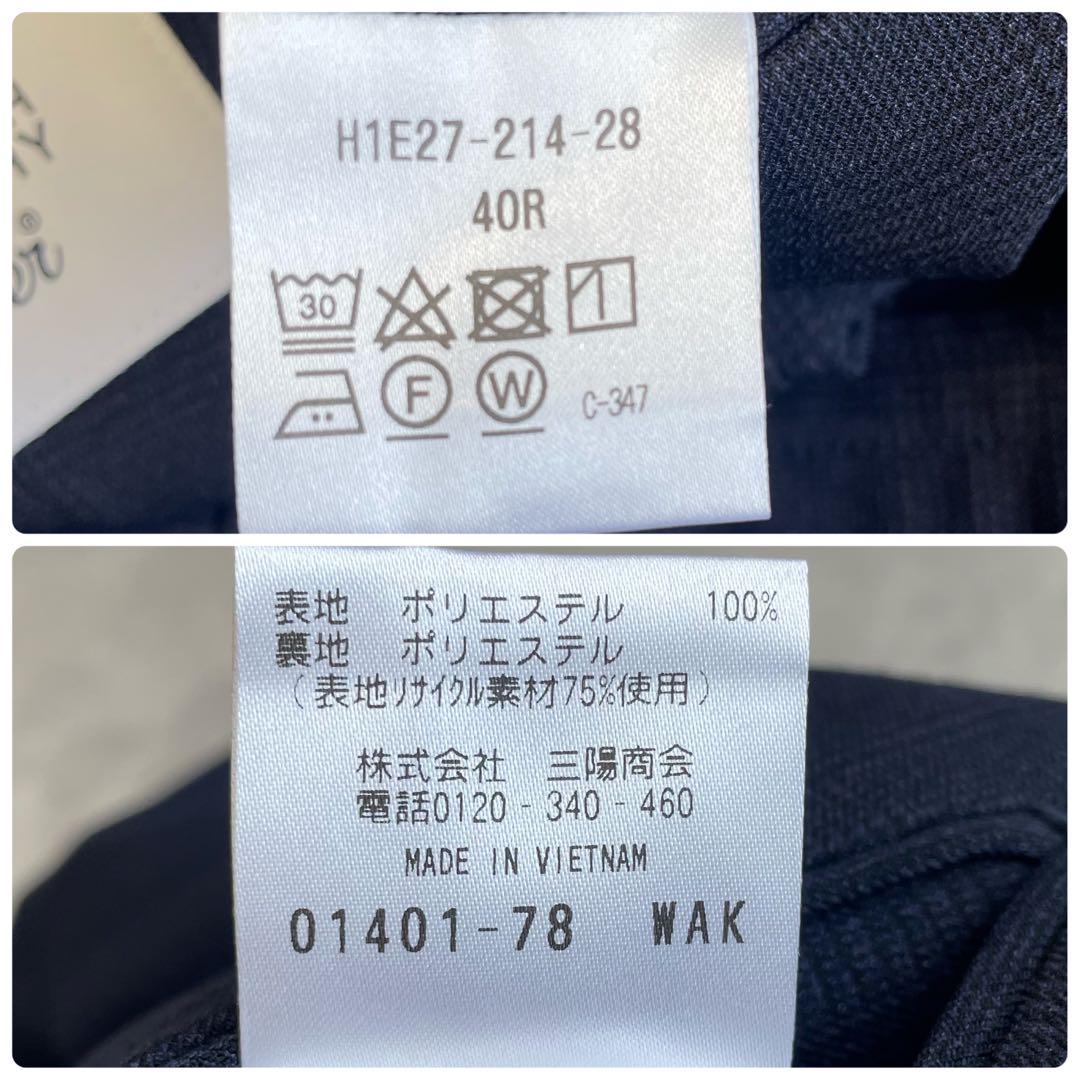 TY
er
H1E27-214-28
40R
30
F W C-347
表地 ポリエステル 100%
裏地 ポリエステル
(表地リサイクル素材75%使用)
株式会社 三陽商会
電話0120-340-460
MADE IN VIETNAM
01401-78 WAK